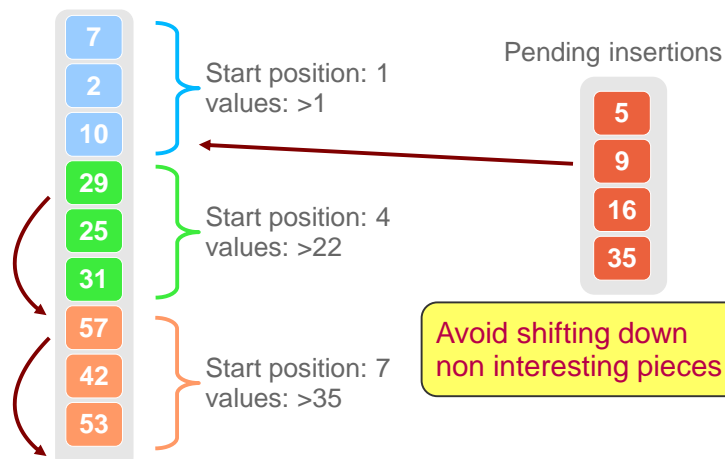 7
2
10
29
25
31
57
42
53
Start position: 1
values: >1
Start position: 4
values: >22
Start position: 7
values: >35
Pending insertions
5
9
16
35
Avoid shifting down
non interesting pieces